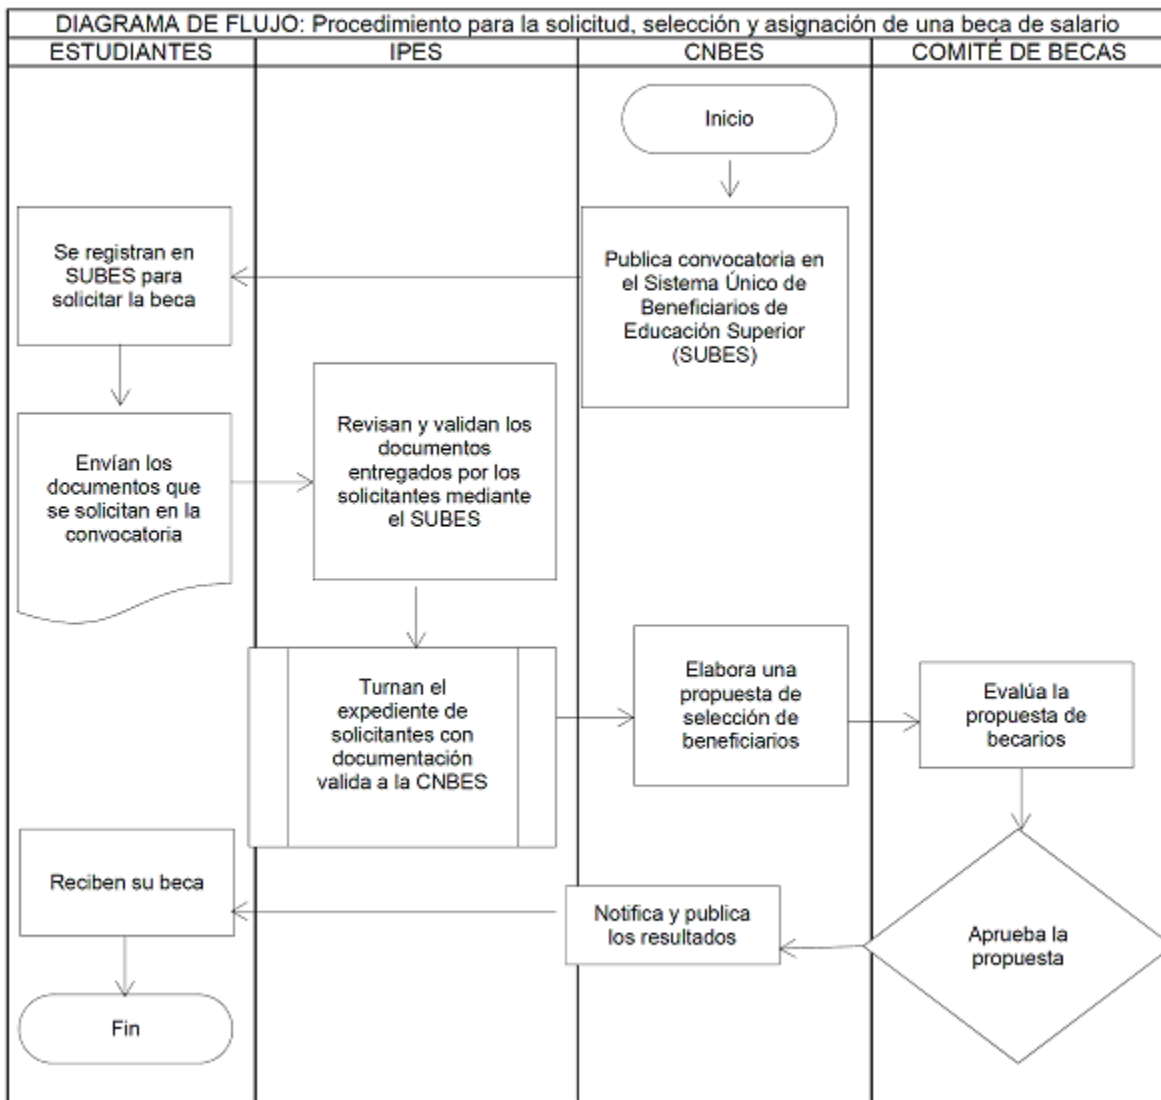 DIAGRAMA DE FLUJO: Procedimiento para la solicitud, selección y asignación de una beca de salario
ESTUDIANTES
IPES
CNBES
COMITÉ DE BECAS
Inicio
Publica convocatoria en
el Sistema Único de
Beneficiarios de
Educación Superior
(SUBES)
Se registran en
SUBES para
solicitar la beca
Envían los
documentos que
se solicitan en la
convocatoria
Revisan y validan los
documentos
entregados por los
solicitantes mediante
el SUBES
Turnan el
expediente de
solicitantes con
documentación
valida a la CNBES
Elabora una
propuesta de
selección de
beneficiarios
Evalúa la
propuesta de
becarios
Aprueba la
propuesta
Notifica y publica
los resultados
Reciben su beca
Fin